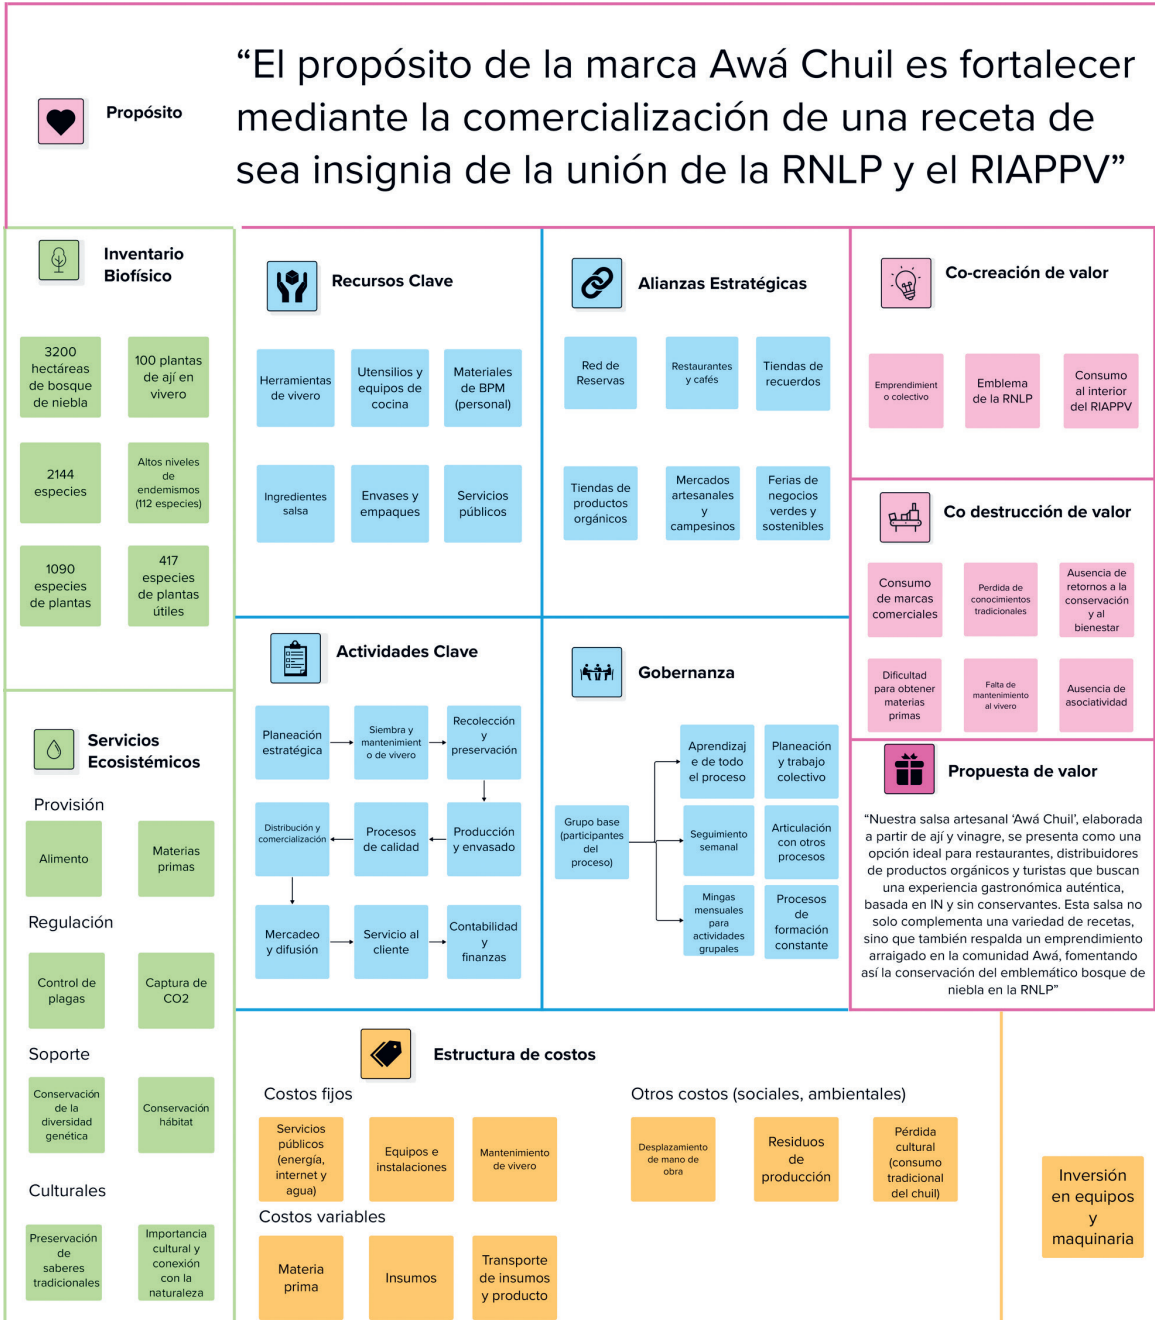 Propósito
“El propósito de la marca Awá Chuil es fortalecer
mediante la comercialización de una receta de
sea insignia de la unión de la RNLP y el RIAPPV”
Inventario
Biofísico
3200
hectáreas
de bosque
de niebla
100 plantas
de ají en
vivero
2144
especies
Altos niveles
de
endemismos
(112 especies)
1090
especies
de plantas
417
especies
de plantas
útiles
Servicios
Ecosistémicos
Provisión
Alimento
Materias
primas
Regulación
Control de
plagas
Captura de
CO2
Soporte
Conservación
de la
diversidad
genética
Conservación
hábitat
Culturales
Preservación
de
saberes
tradicionales
Importancia
cultural y
conexión
con la
naturaleza
Recursos Clave
Herramientas
de vivero
Utensilios y
equipos de
cocina
Materiales
de BPM
(personal)
Ingredientes
salsa
Envases y
empaques
Servicios
públicos
Alianzas Estratégicas
Red de
Reservas
Restaurantes
y cafés
Tiendas de
recuerdos
Tiendas de
productos
orgánicos
Mercados
artesanales
y
campesinos
Ferias de
negocios
verdes y
sostenibles
Actividades Clave
Planeación
estratégica
Siembra y
mantenimient
o de vivero
Recolección
y
preservación
Distribución y
comercialización
Procesos
de calidad
Producción
y envasado
Mercadeo
y difusión
Servicio al
cliente
Contabilidad
y
finanzas
Gobernanza
Grupo base
(participantes
del
proceso)
Aprendizaj
e de todo
el proceso
Planeación
y trabajo
colectivo
Seguimiento
semanal
Articulación
con otros
procesos
Mingas
mensuales
para
actividades
grupales
Procesos
de
formación
constante
Co-creación de valor
Emprendimient
o colectivo
Emblema
de la RNLP
Consumo
al interior
del RIAPPV
Co destrucción de valor
Consumo
de marcas
comerciales
Perdida de
conocimientos
tradicionales
Ausencia de
retornos a la
conservación
y al
bienestar
Dificultad
para obtener
materias
primas
Falta de
mantenimiento
al vivero
Ausencia de
asociatividad
Propuesta de valor
“Nuestra salsa artesanal ‘Awá Chuil’, elaborada
a partir de ají y vinagre, se presenta como una
opción ideal para restaurantes, distribuidores
de productos orgánicos y turistas que buscan
una experiencia gastronómica auténtica,
basada en IN y sin conservantes. Esta salsa no
solo complementa una variedad de recetas,
sino que también respalda un emprendimiento
arraigado en la comunidad Awá, fomentando
así la conservación del emblemático bosque de
niebla en la RNLP”
Estructura de costos
Costos fijos
Servicios
públicos
(energía,
internet y
agua)
Equipos e
instalaciones
Mantenimiento
de vivero
Costos variables
Materia
prima
Insumos
Transporte
de insumos
y producto
Otros costos (sociales, ambientales)
Desplazamiento
de mano de
obra
Residuos
de
producción
Pérdida
cultural
(consumo
tradicional
del chuil)
Inversión
en equipos
y
maquinaria